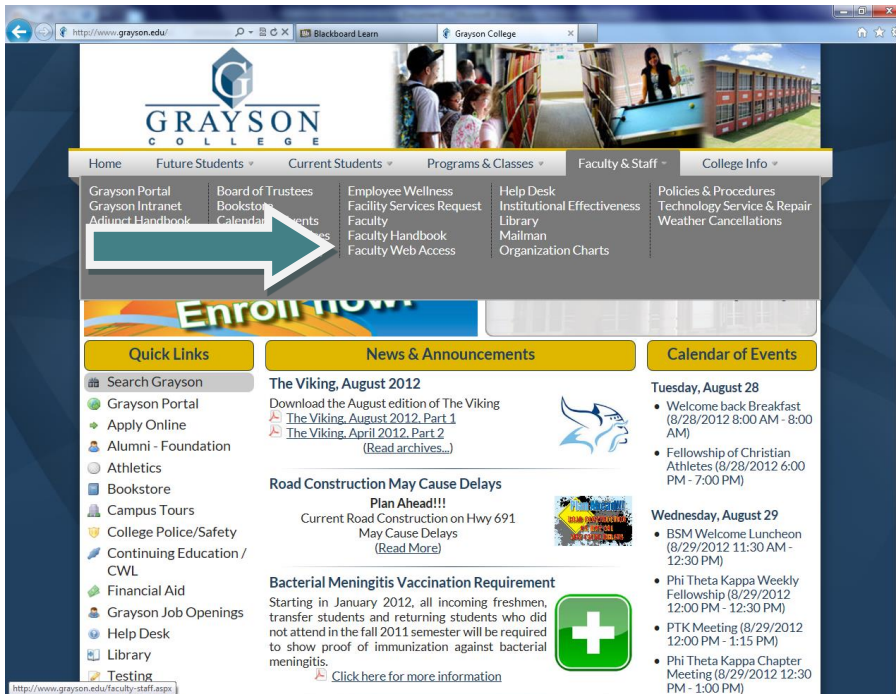 http://www.grayson.edu/
Blackboard Learn
Grayson College
GRAYSON
COLLEGE
Home Future Students Current Students Programs & Classes Faculty & Staff College Info
Grayson Portal
Grayson Intranet
Adjunct Handbook
Board of Trustees
Bookstore
Employee Wellness
Facility Services Request
Faculty
Faculty Handbook
Faculty Web Access
Help Desk
Institutional Effectiveness
Library
Mailman
Organization Charts
Policies & Procedures
Technology Service & Repair
Weather Cancellations
Enroll now!
Quick Links
Search Grayson
Grayson Portal
Apply Online
Alumni - Foundation
Athletics
Bookstore
Campus Tours
College Police/Safety
Continuing Education /
CWL
Financial Aid
Grayson Job Openings
Help Desk
Library
Testing
News & Announcements
The Viking, August 2012
Download the August edition of The Viking
The Viking, August 2012, Part 1
The Viking, April 2012, Part 2
(Read archives...)
Road Construction May Cause Delays
Plan Ahead!!!
Current Road Construction on Hwy 691
May Cause Delays
(Read More)
Bacterial Meningitis Vaccination Requirement
Starting in January 2012, all incoming freshmen,
transfer students and returning students who did
not attend in the fall 2011 semester will be required
to show proof of immunization against bacterial
meningitis.
Click here for more information
Calendar of Events
Tuesday, August 28
Welcome back Breakfast
(8/28/2012 8:00 AM - 8:00
AM)
Fellowship of Christian
Athletes (8/28/2012 6:00
PM - 7:00 PM)
Wednesday, August 29
BSM Welcome Luncheon
(8/29/2012 11:30 AM -
12:30 PM)
Phi Theta Kappa Weekly
Fellowship (8/29/2012
12:00 PM - 12:30 PM)
PTK Meeting (8/29/2012
12:00 PM - 1:15 PM)
Phi Theta Kappa Chapter
Meeting (8/29/2012 12:30
PM - 1:00 PM)
http://www.grayson.edu/faculty-staff.aspx